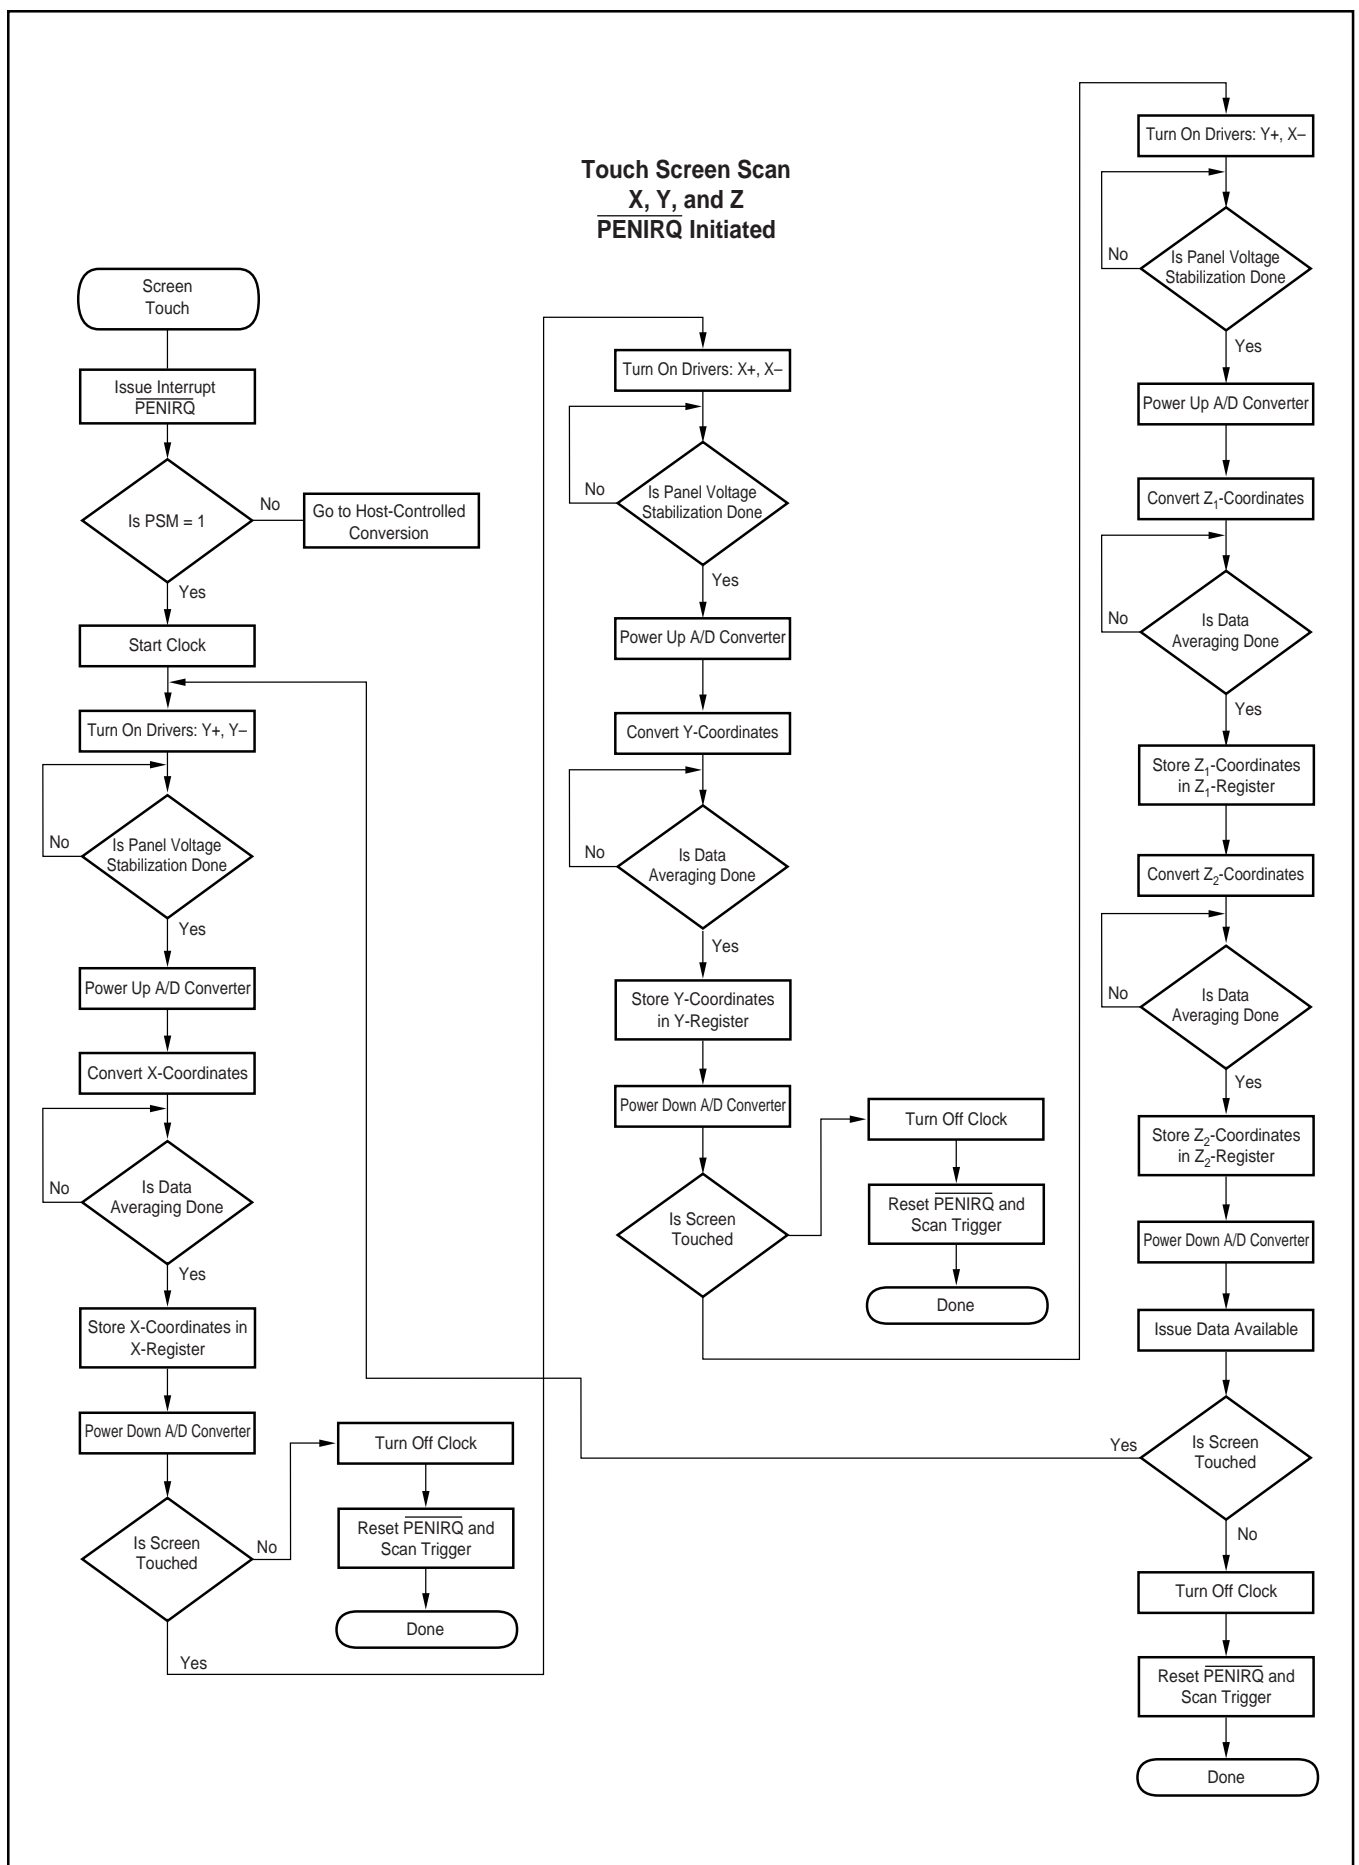 Touch Screen Scan
X, Y, and Z
PENIRQ Initiated
Screen
Touch
Issue Interrupt
PENIRQ
Is PSM = 1
No
Go to Host-Controlled
Conversion
Yes
Start Clock
Turn On Drivers: Y+, Y–
Is Panel Voltage
Stabilization Done
No
Yes
Power Up A/D Converter
Convert X-Coordinates
Is Data
Averaging Done
No
Yes
Store X-Coordinates in
X-Register
Power Down A/D Converter
Is Screen
Touched
No
Turn Off Clock
Reset PENIRQ and
Scan Trigger
Done
Yes
Turn On Drivers: X+, X–
Is Panel Voltage
Stabilization Done
No
Yes
Power Up A/D Converter
Convert Y-Coordinates
Is Data
Averaging Done
No
Yes
Store Y-Coordinates
in Y-Register
Power Down A/D Converter
Is Screen
Touched
Turn Off Clock
Reset PENIRQ and
Scan Trigger
Done
Turn On Drivers: Y+, X–
Is Panel Voltage
Stabilization Done
No
Yes
Power Up A/D Converter
Convert Z₁-Coordinates
Is Data
Averaging Done
No
Yes
Store Z₁-Coordinates
in Z₁-Register
Convert Z₂-Coordinates
Is Data
Averaging Done
No
Yes
Store Z₂-Coordinates
in Z₂-Register
Power Down A/D Converter
Issue Data Available
Is Screen
Touched
Yes
No
Turn Off Clock
Reset PENIRQ and
Scan Trigger
Done